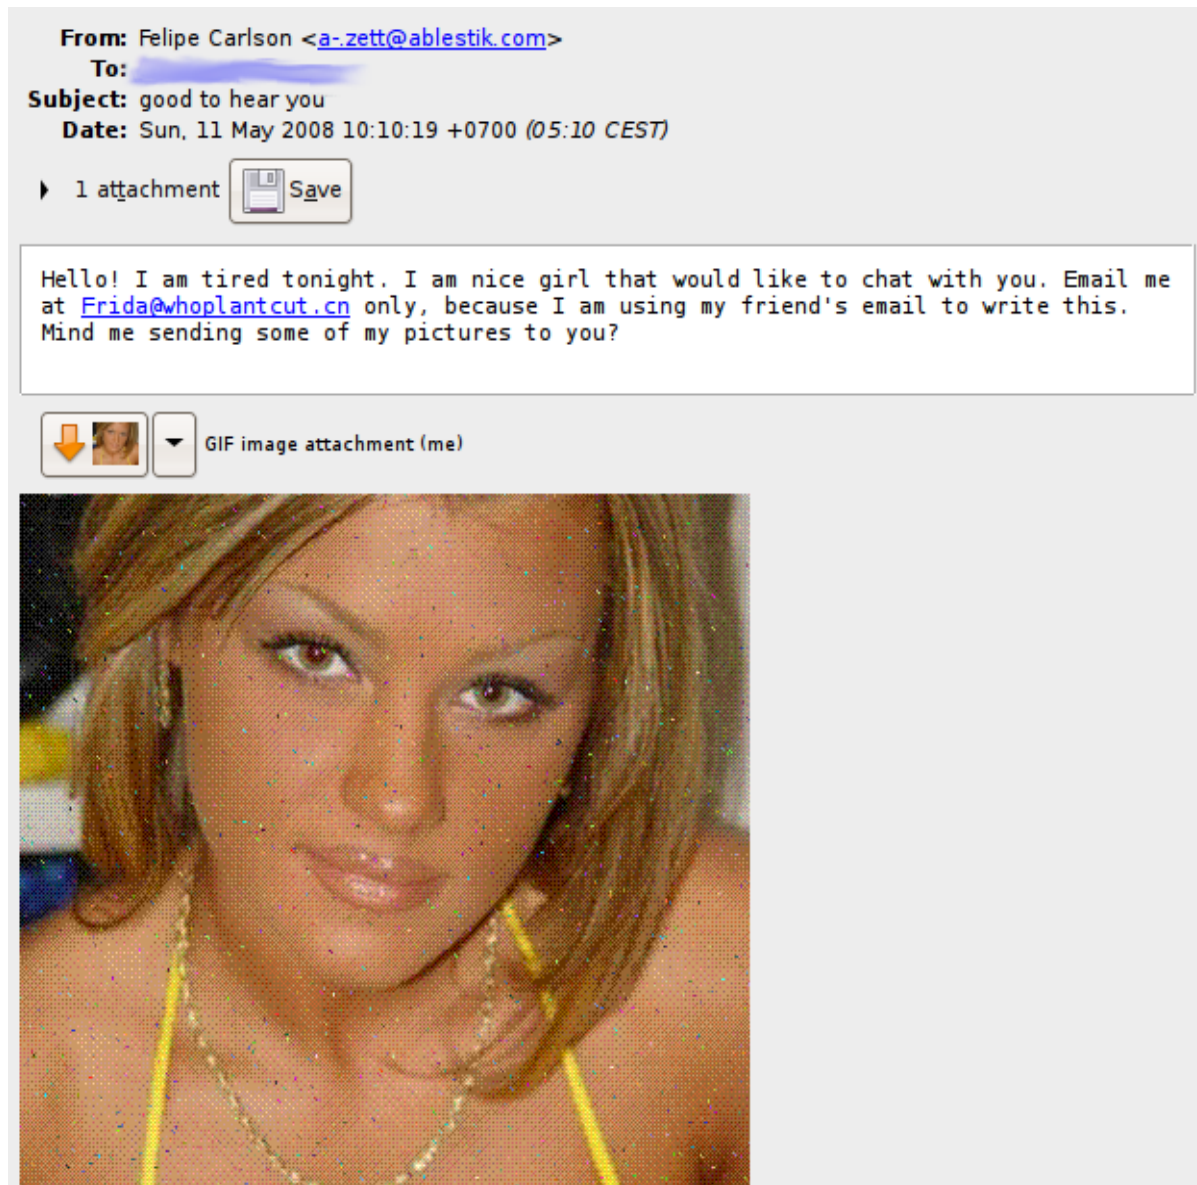 From: Felipe Carlson <a-.zett@ablestik.com>
To:
Subject: good to hear you
Date: Sun, 11 May 2008 10:10:19 +0700 (05:10 CEST)
1 attachment Save
Hello! I am tired tonight. I am nice girl that would like to chat with you. Email me
at Frida@whoplantcut.cn only, because I am using my friend's email to write this.
Mind me sending some of my pictures to you?
GIF image attachment (me)